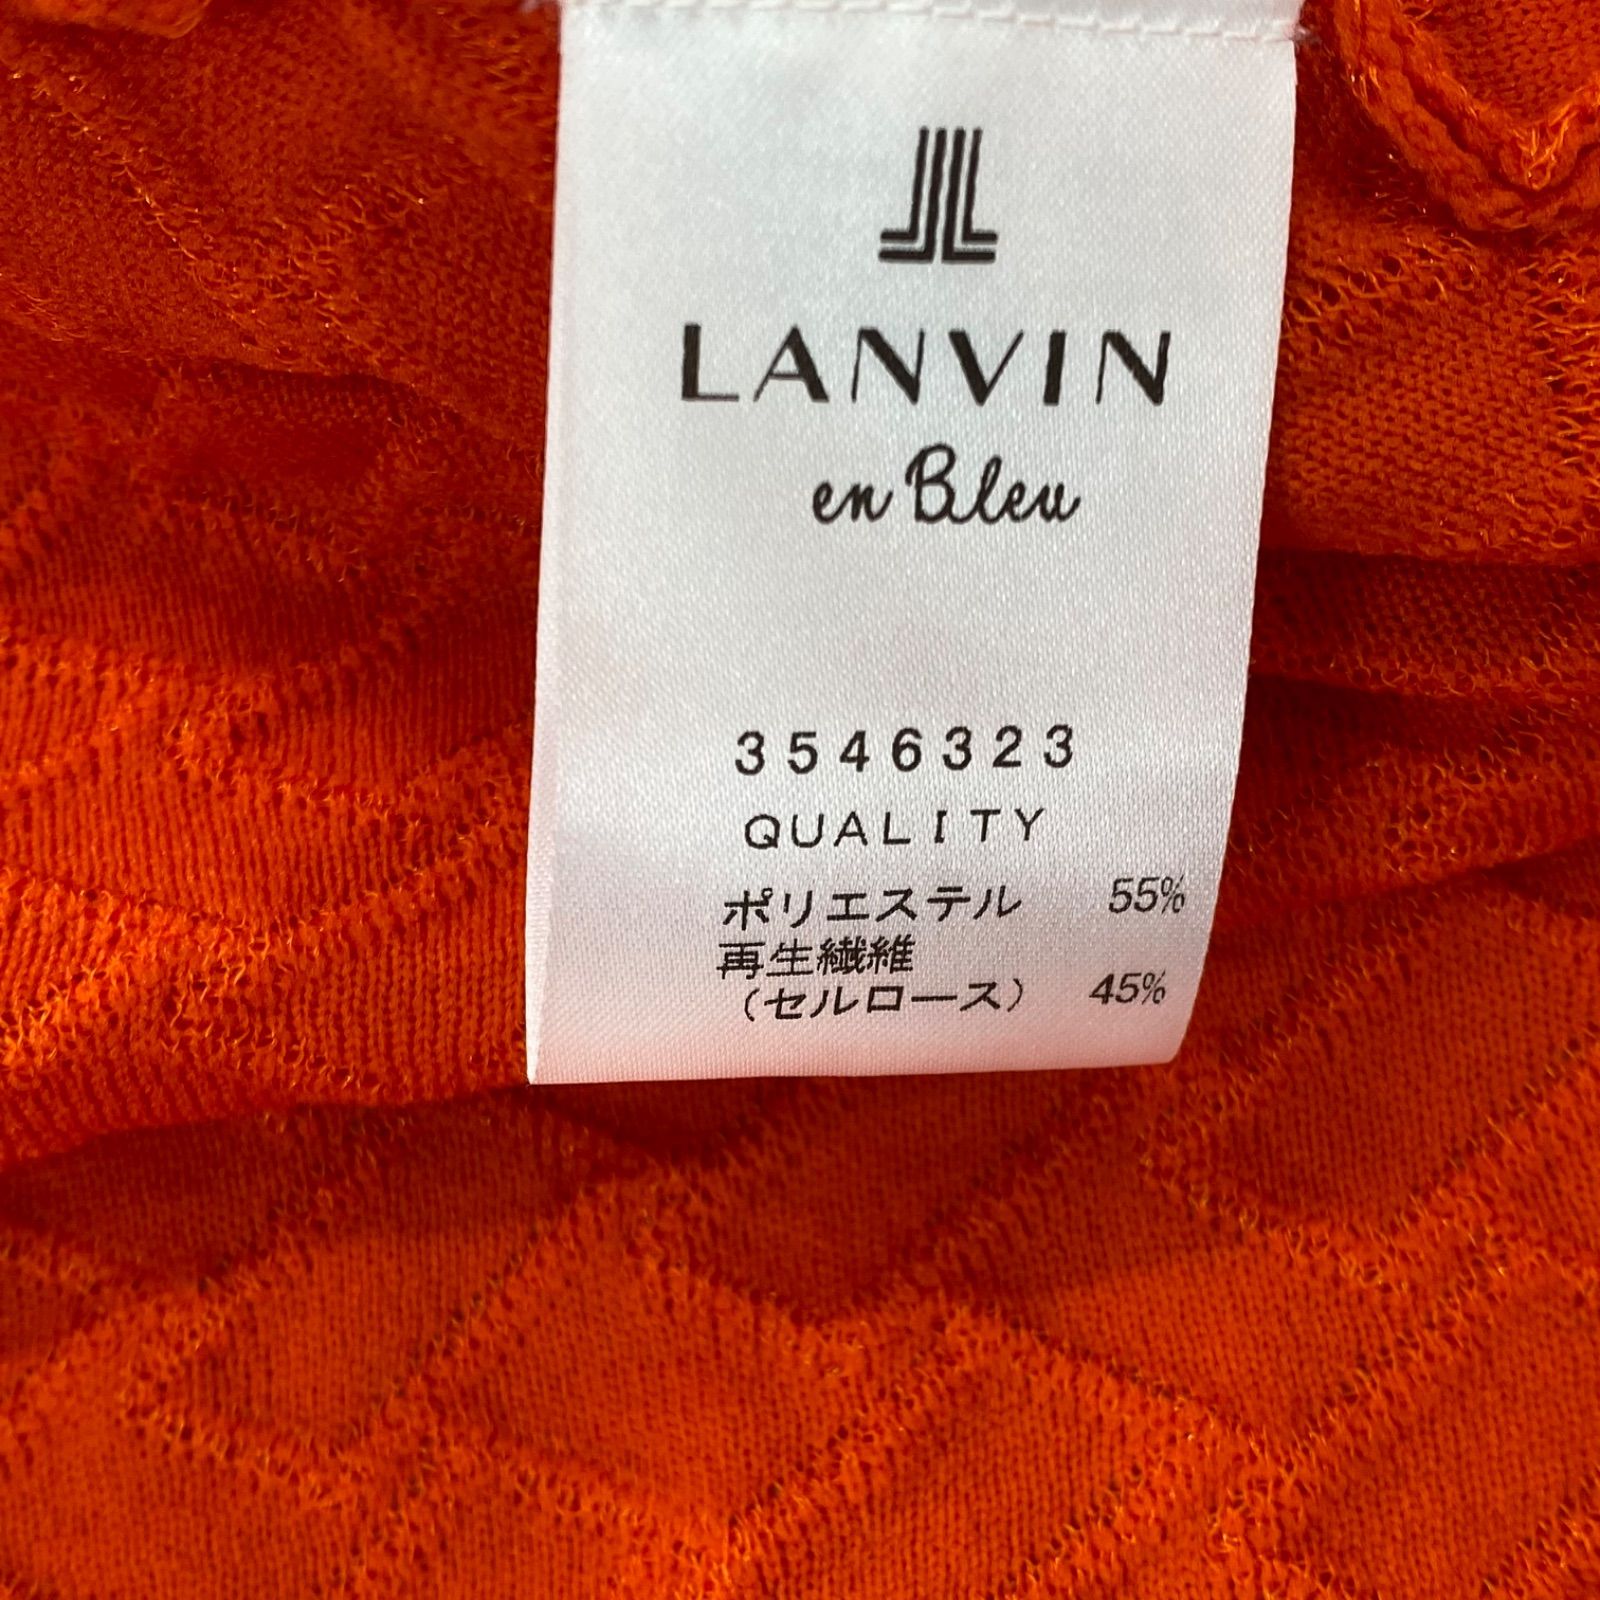 LANVIN
en Bleu
3546323
QUALITY
ポリエステル 55%
再生繊維
（セルロース） 45%